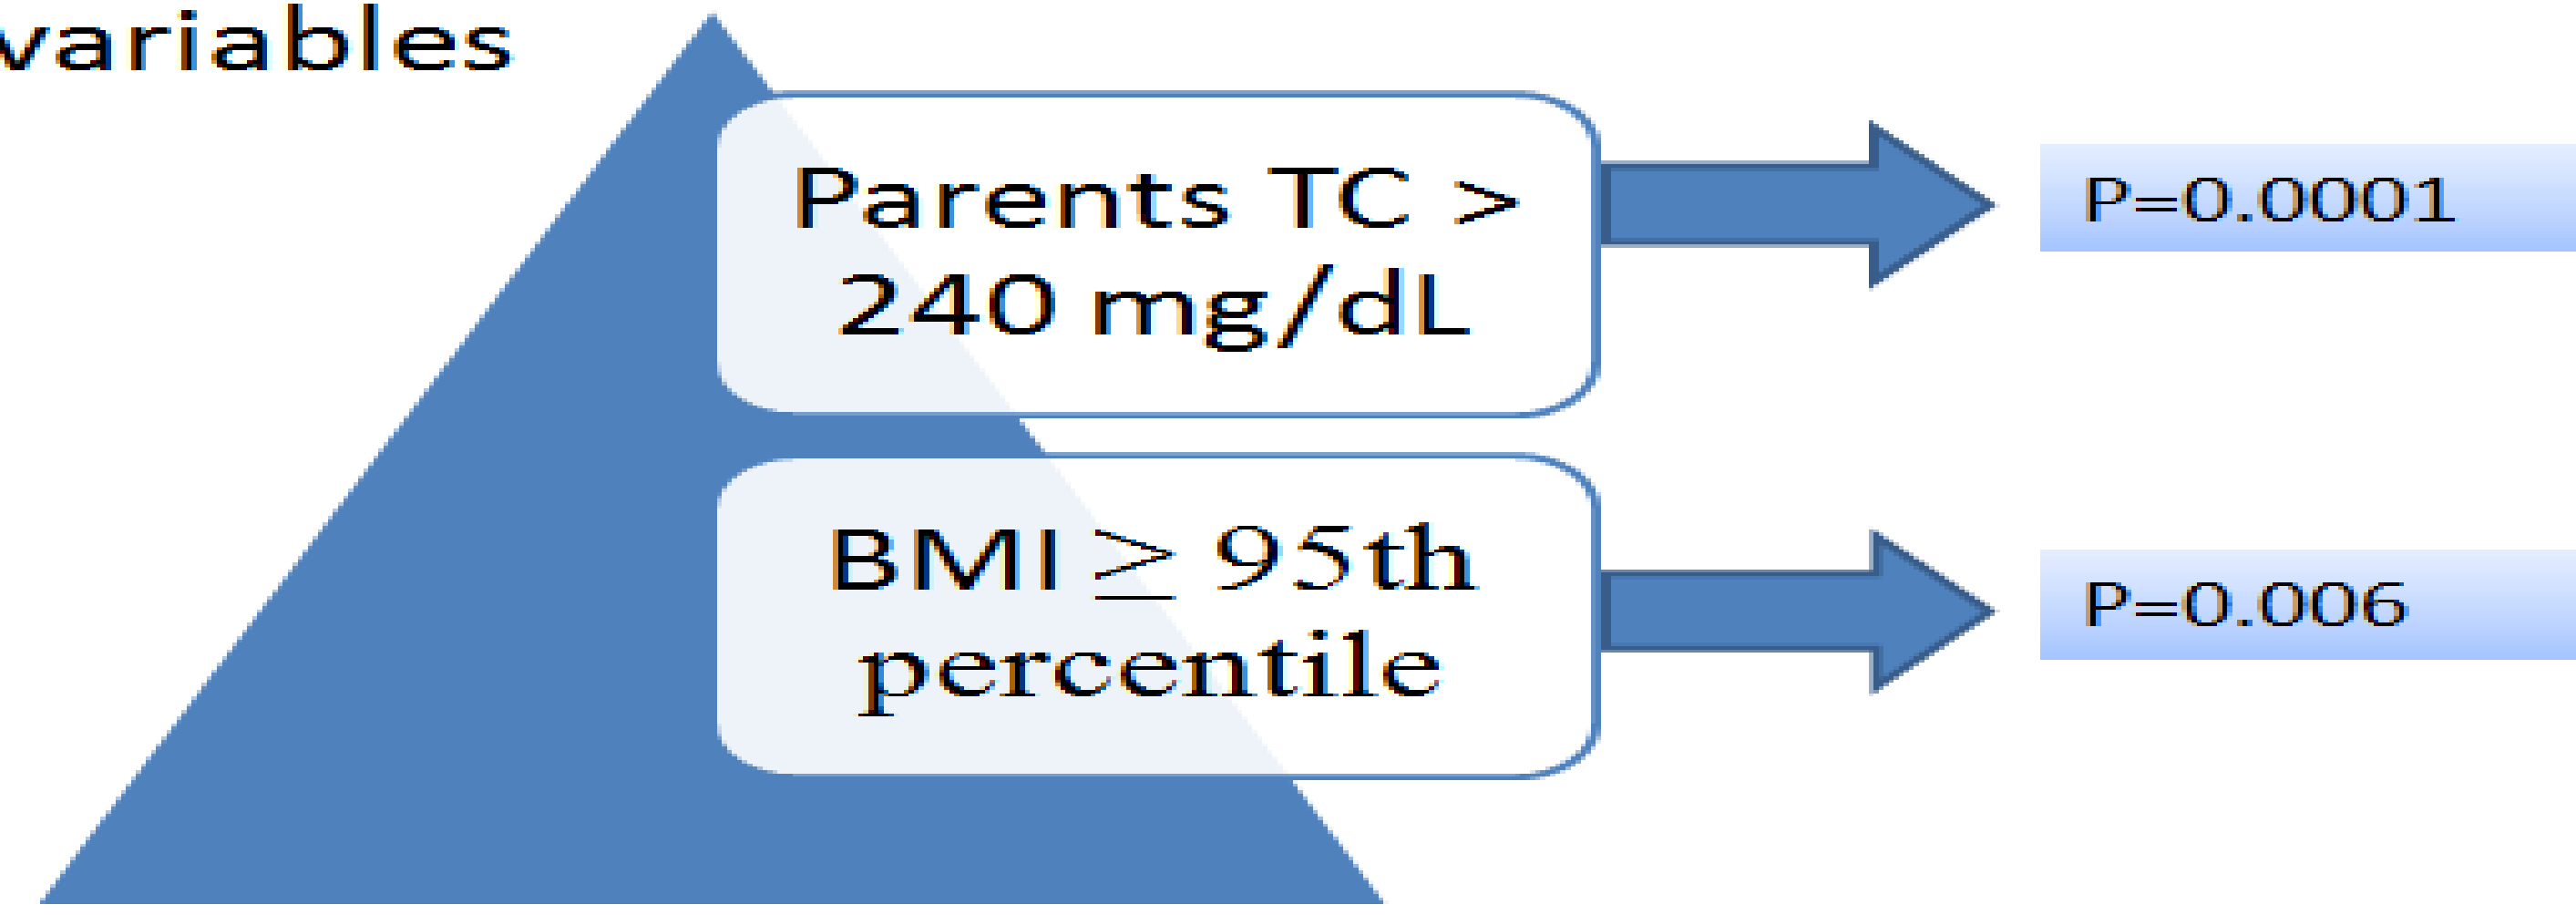 variables
Parents TC >
240 mg/dL
P=0.0001
BMI ≥ 95th
percentile
P=0.006